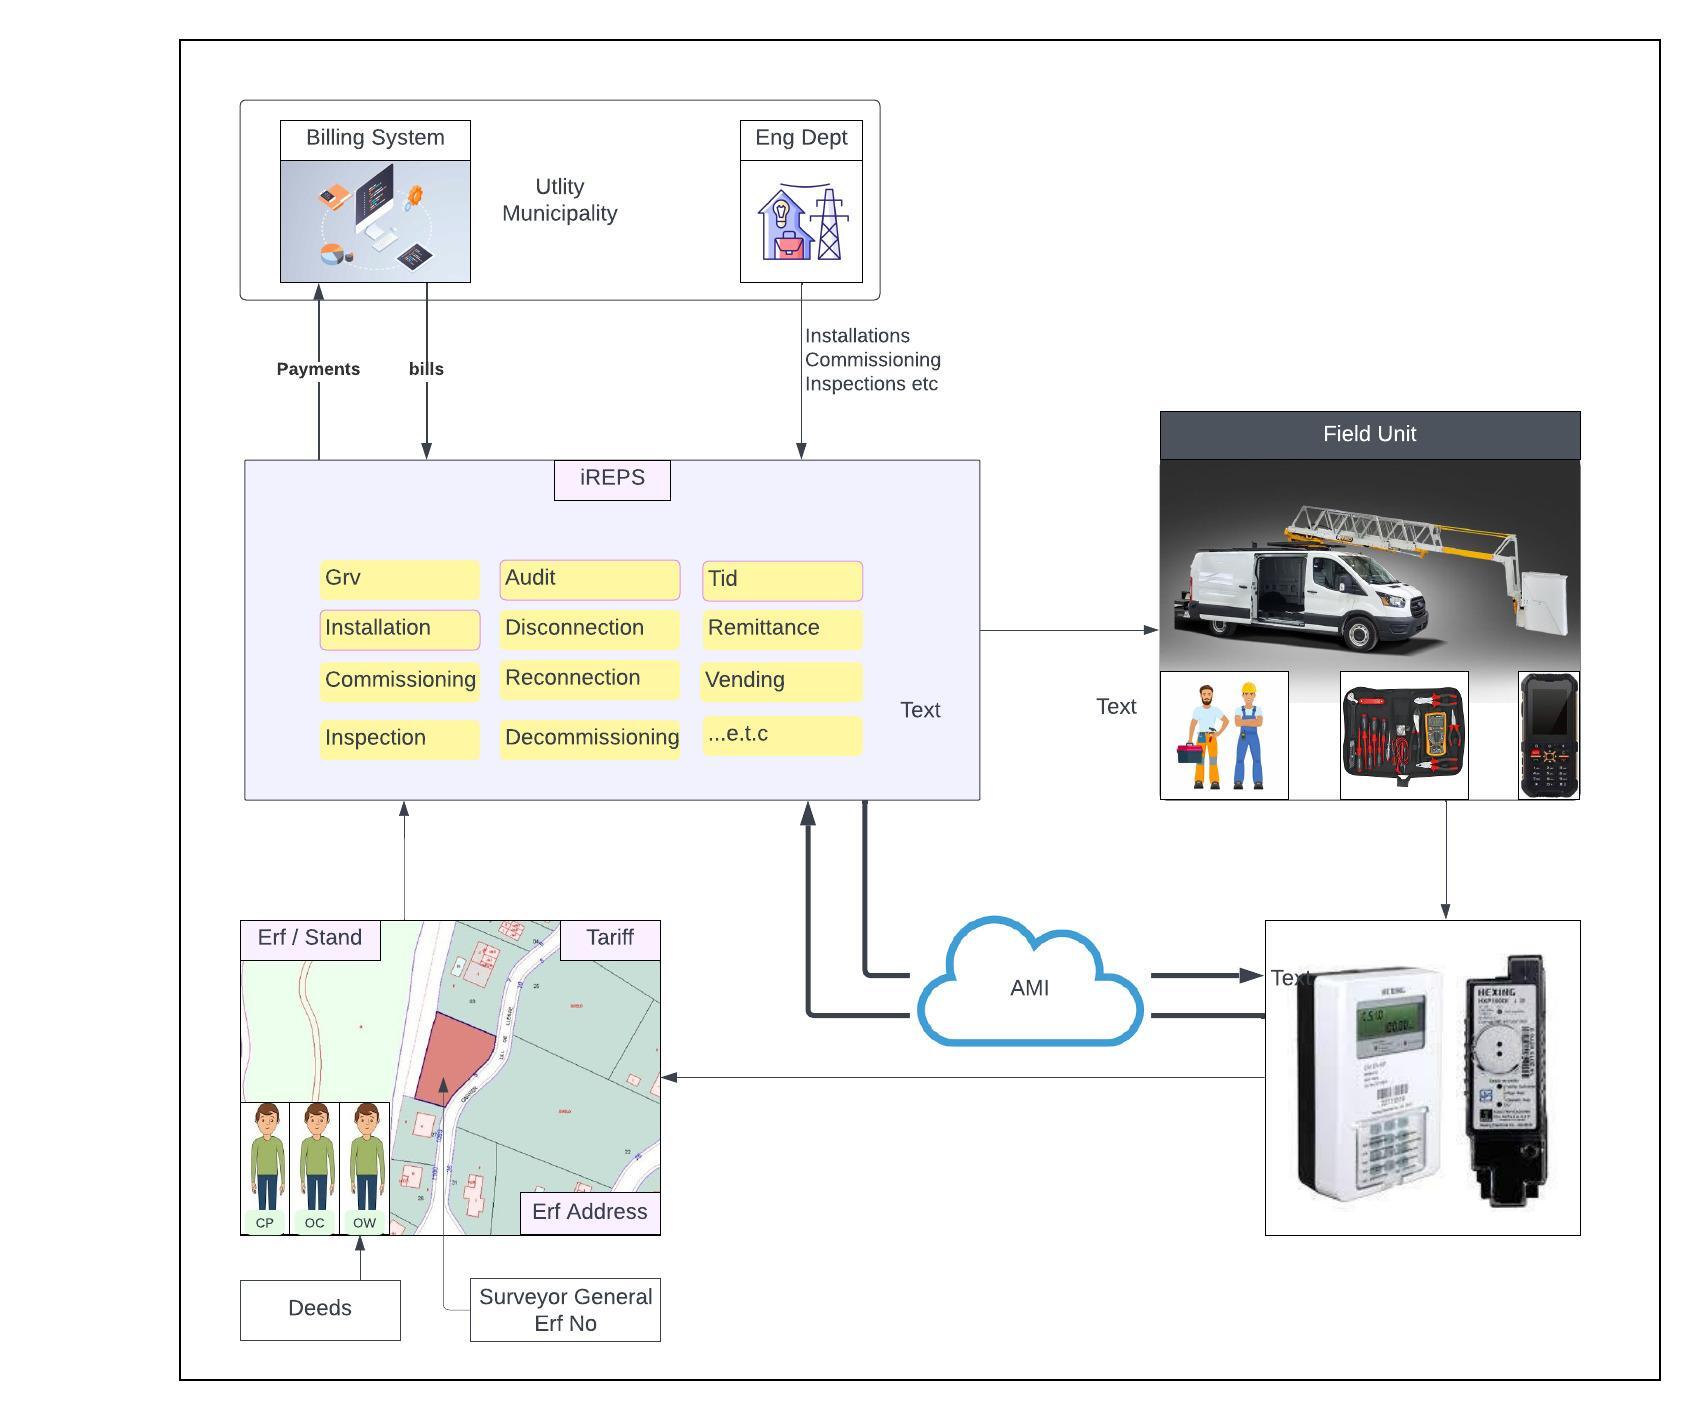 Billing System
Eng Dept
Utlity
Municipality
Payments
bills
Installations
Commissioning
Inspections etc
Field Unit
iREPS
Grv
Audit
Tid
Installation
Disconnection
Remittance
Commissioning
Reconnection
Vending
Inspection
Decommissioning
...e.t.c
Text
Text
Erf / Stand
Tariff
AMI
Text
HEXING
HEXING
CP
OC
OW
Erf Address
Deeds
Surveyor General
Erf No